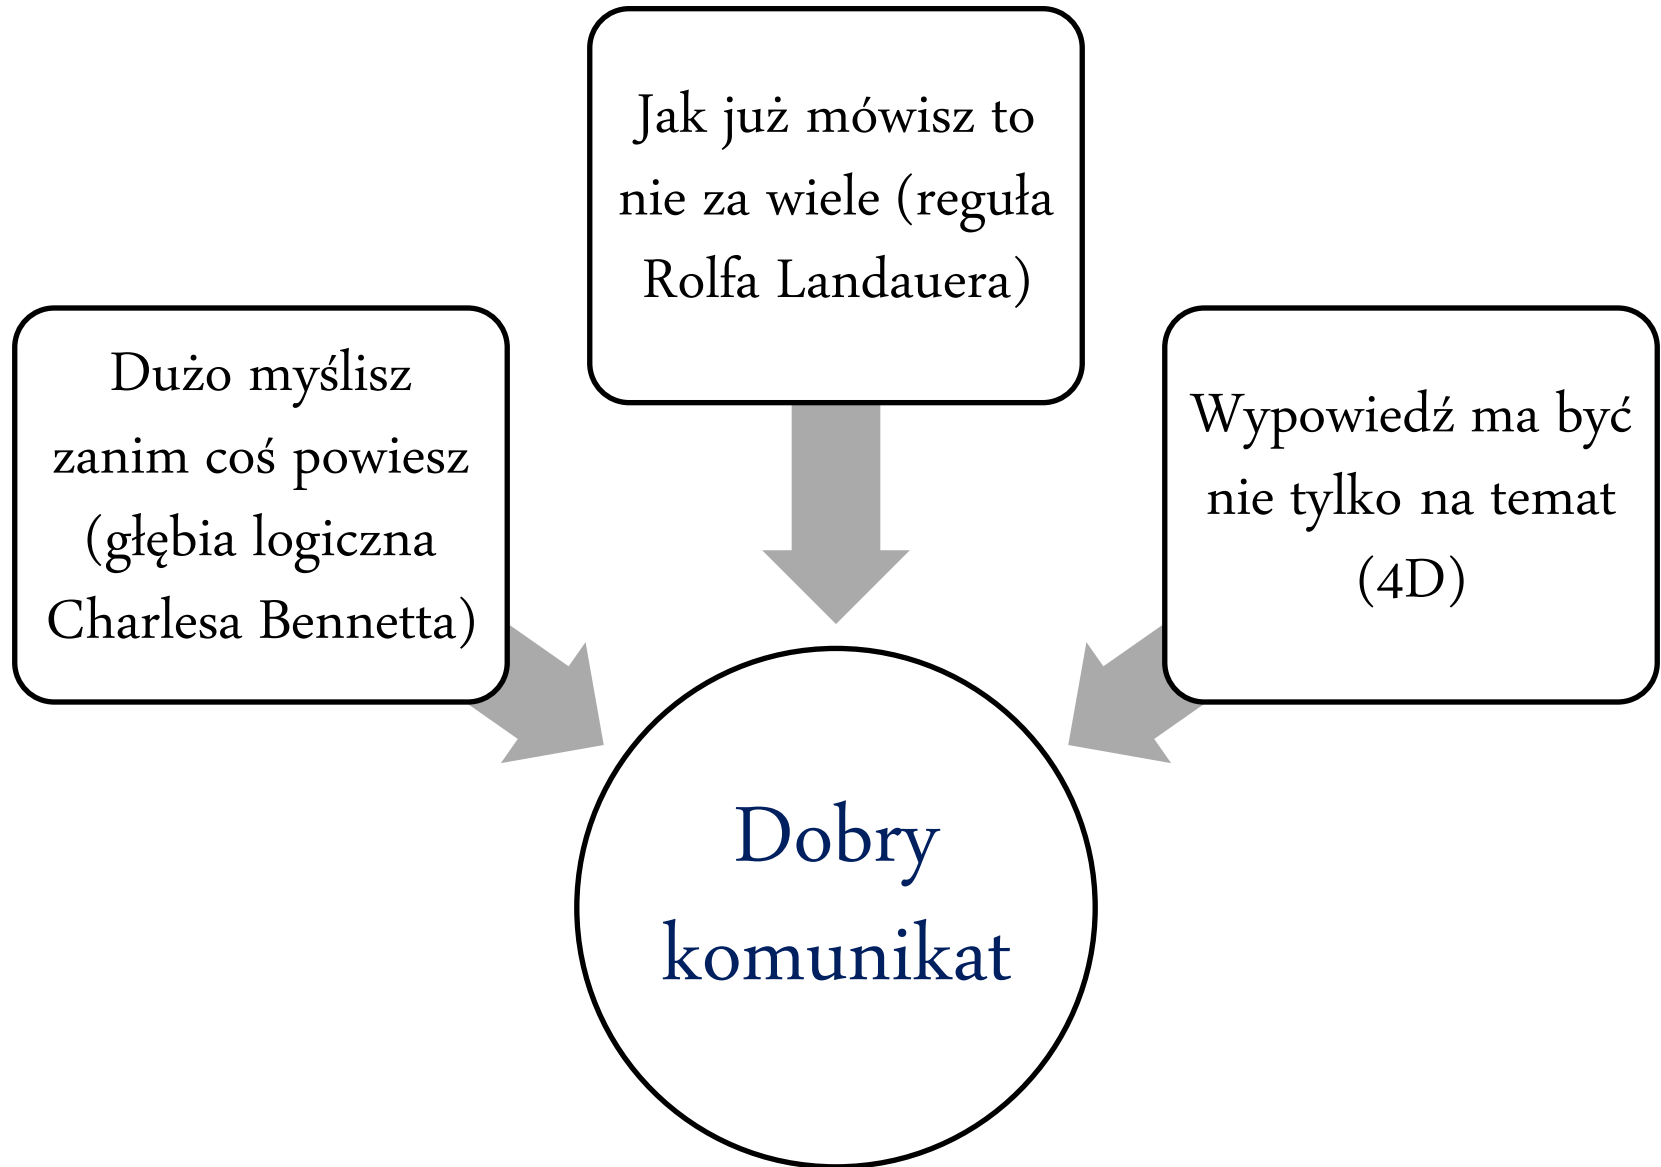 Jak już mówisz to
nie za wiele (reguła
Rolfa Landauera)
Dużo myślisz
zanim coś powiesz
(głębia logiczna
Charlesa Bennetta)
Wypowiedź ma być
nie tylko na temat
(4D)
Dobry
komunikat